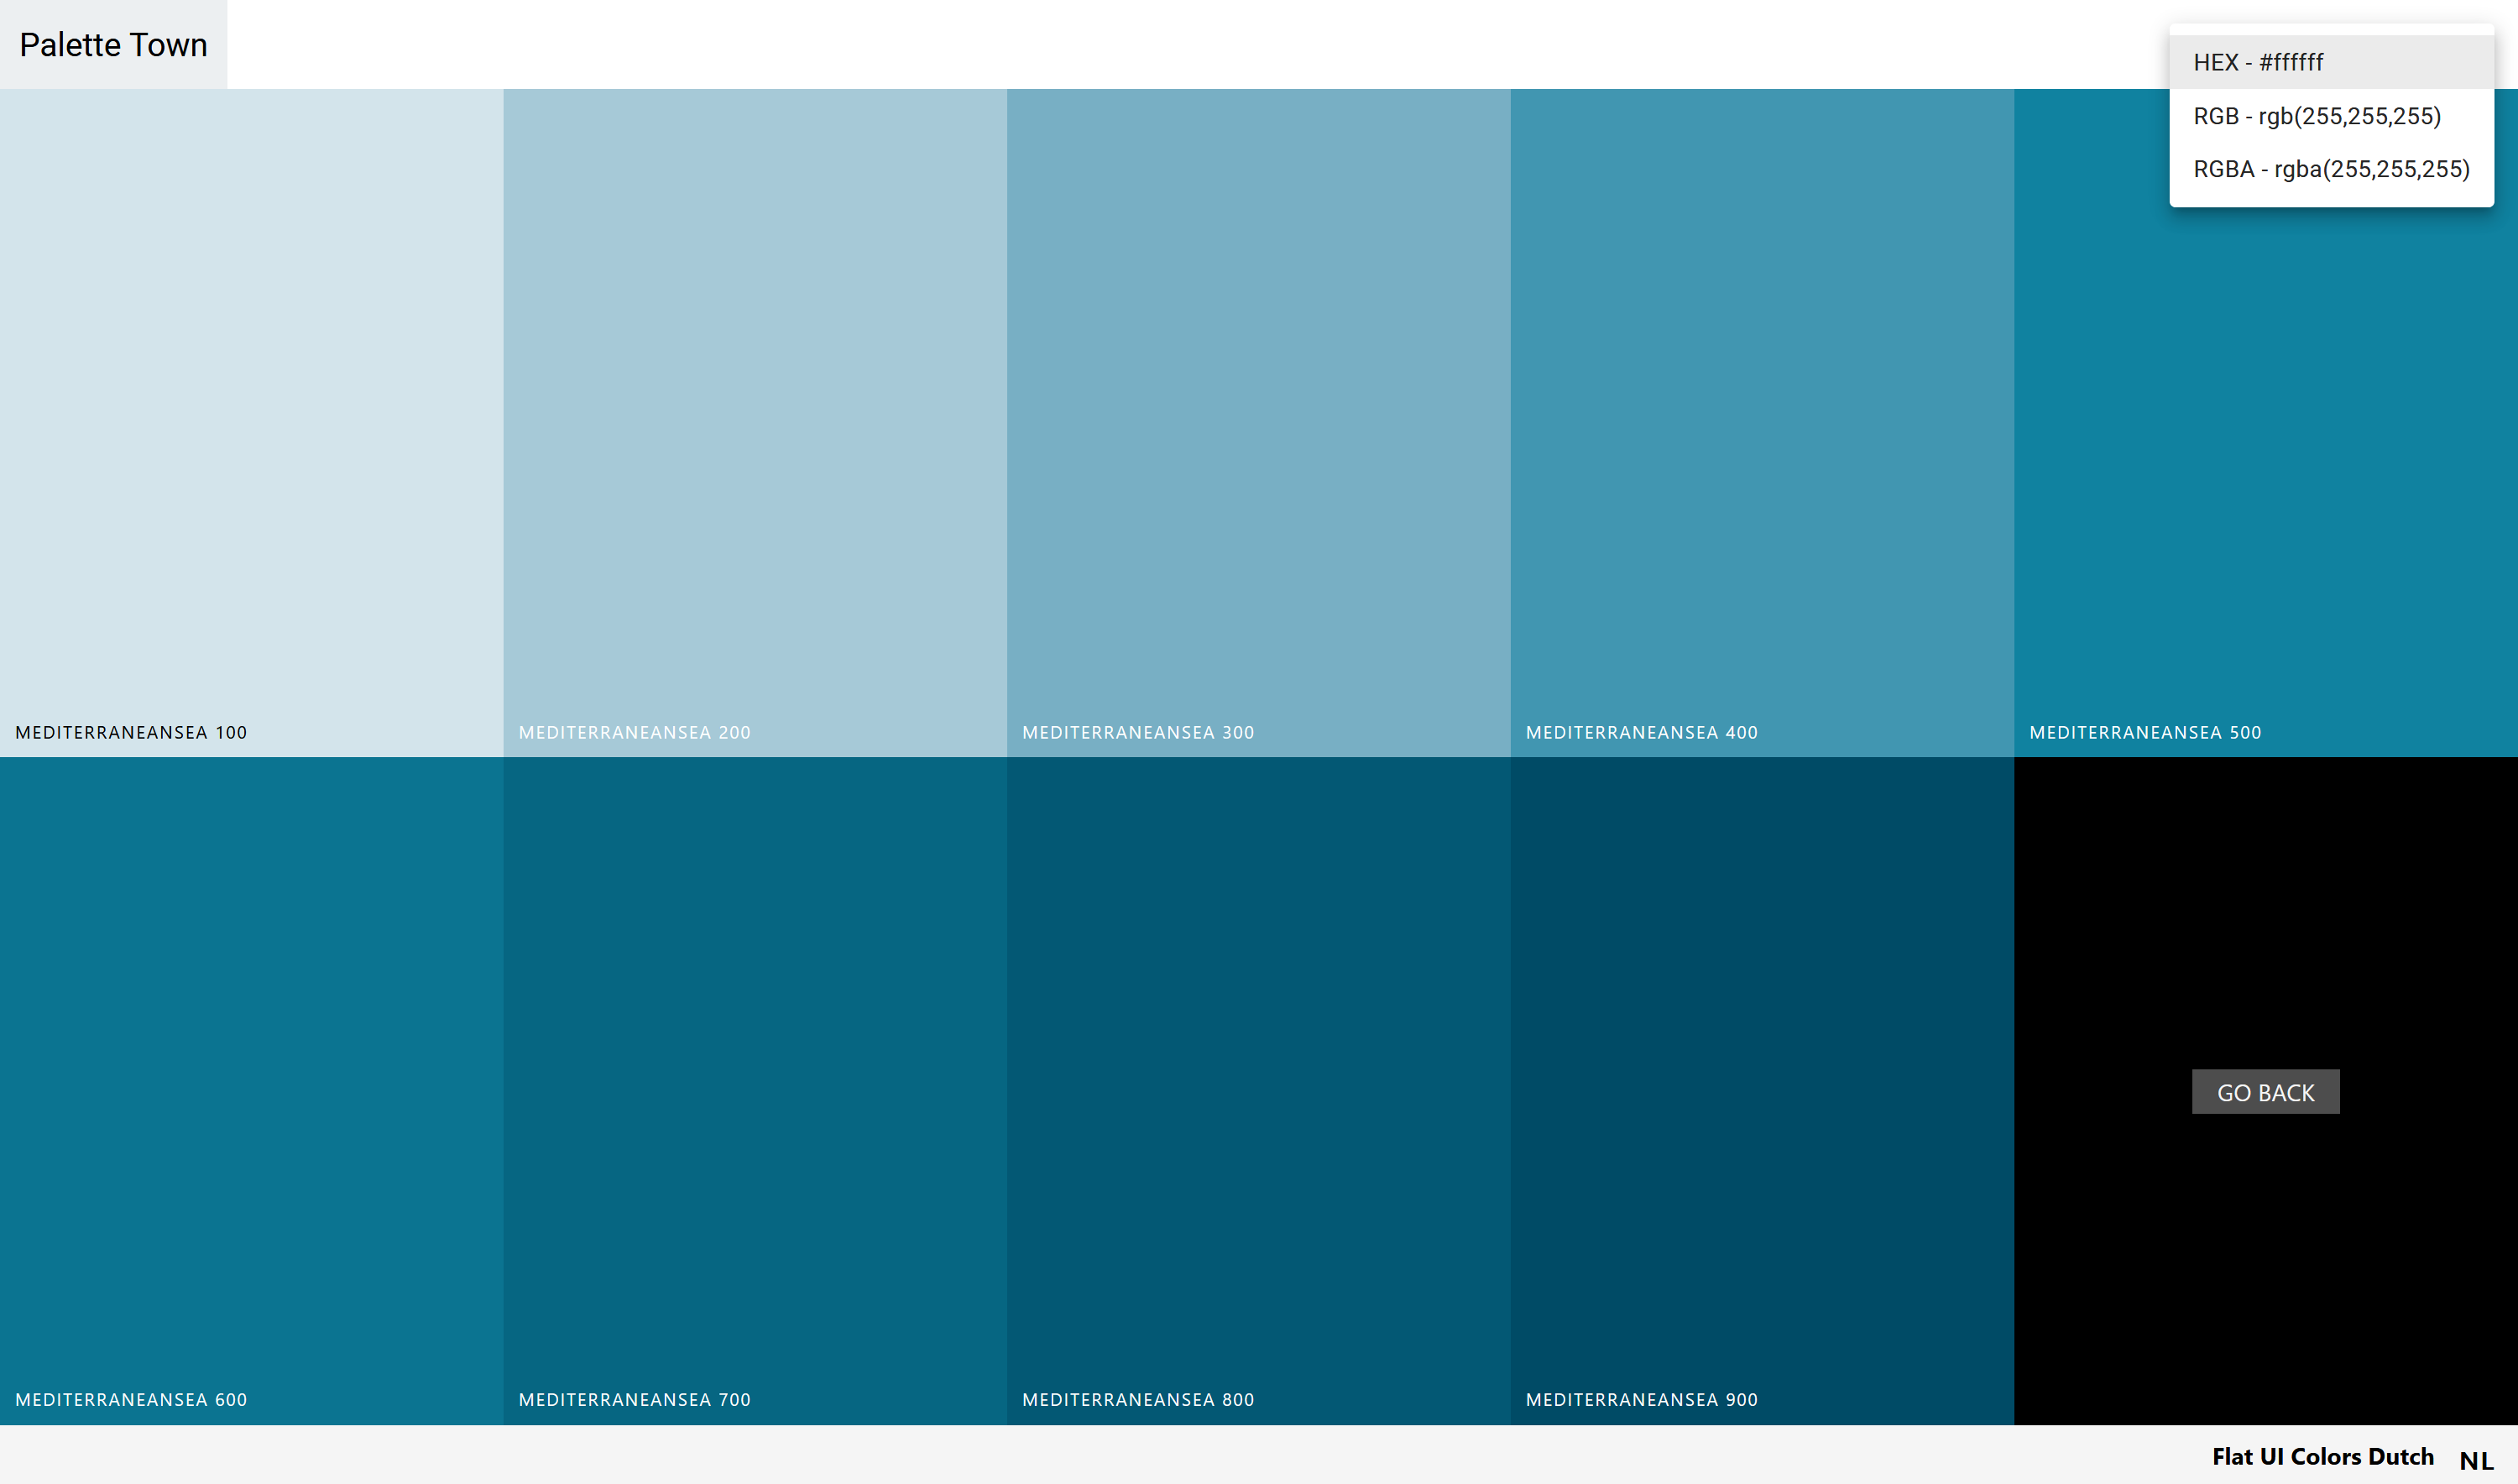 Palette Town
HEX - #ffffff
RGB - rgb(255,255,255)
RGBA - rgba(255,255,255)
MEDITERRANEANSEA 100
MEDITERRANEANSEA 200
MEDITERRANEANSEA 300
MEDITERRANEANSEA 400
MEDITERRANEANSEA 500
MEDITERRANEANSEA 600
MEDITERRANEANSEA 700
MEDITERRANEANSEA 800
MEDITERRANEANSEA 900
GO BACK
Flat UI Colors Dutch NL